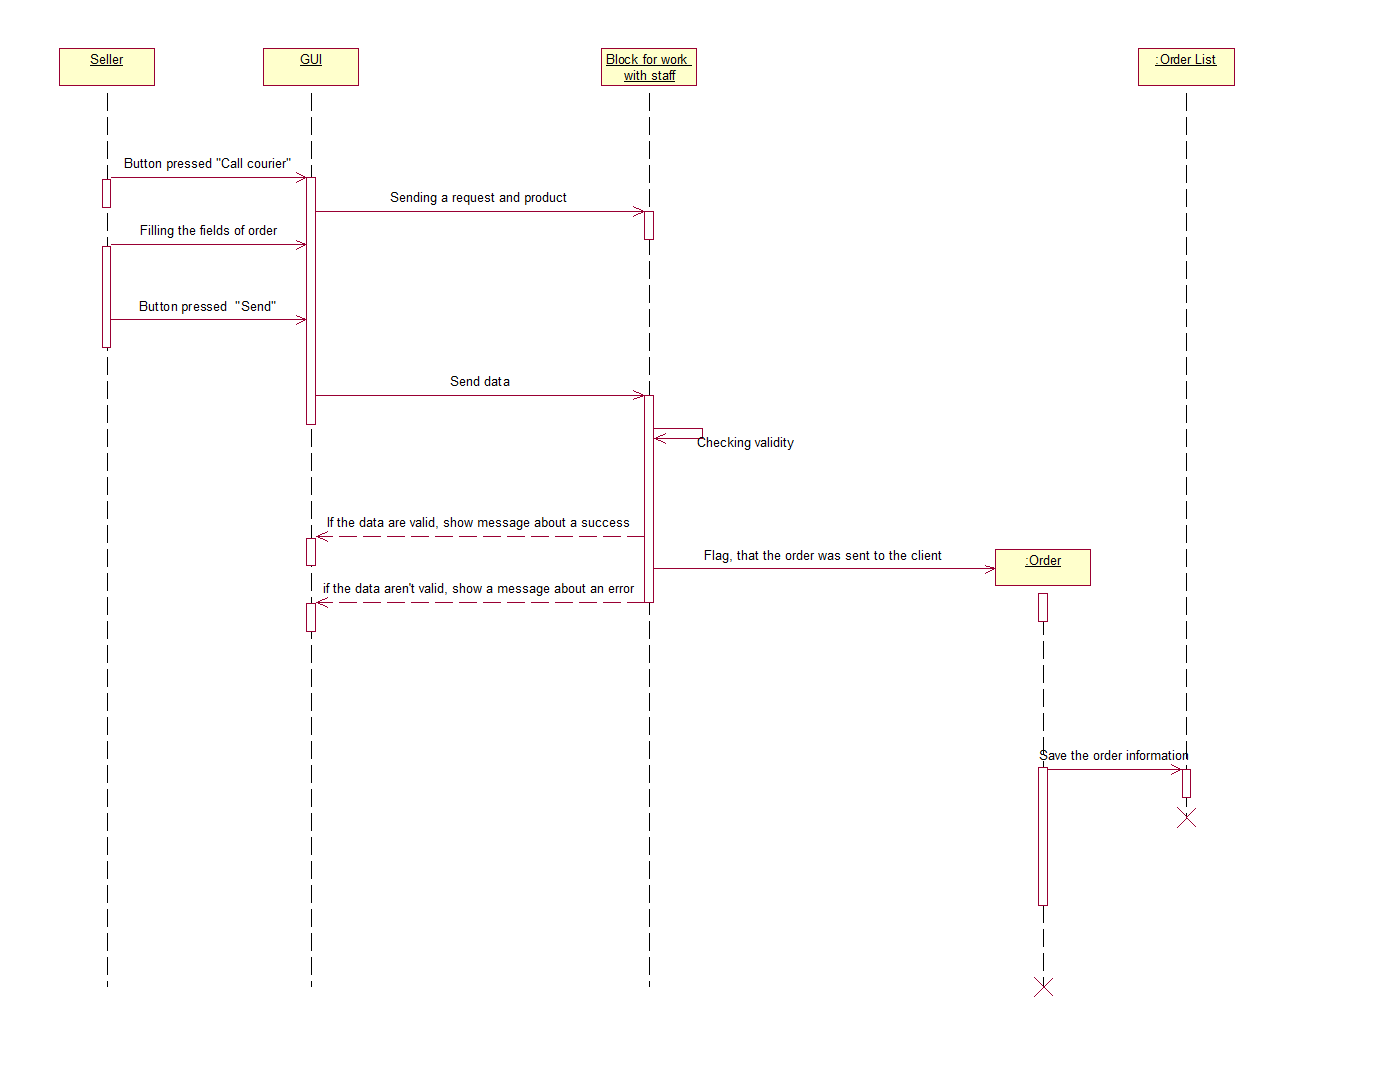 Seller
GUI
Block for work
with staff
:Order List
Button pressed "Call courier"
Sending a request and product
Filling the fields of order
Button pressed  "Send"
Send data
Checking validity
If the data are valid, show message about a success
Flag, that the order was sent to the client
:Order
if the data aren't valid, show a message about an error
Save the order information